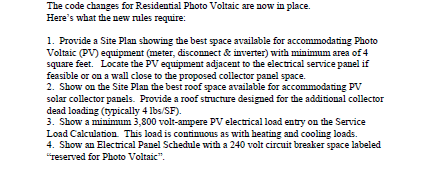 The code changes for Residential Photo Voltaic are now in place.
Here's what the new rules require:
1. Provide a Site Plan showing the best space available for accommodating Photo
Voltaic (PV) equipment (meter, disconnect & inverter) with minimum area of 4
square feet. Locate the PV equipment adjacent to the electrical service panel if
feasible or on a wall close to the proposed collector panel space.
2. Show on the Site Plan the best roof space available for accommodating PV
solar collector panels. Provide a roof structure designed for the additional collector
dead loading (typically 4 lbs/SF).
3. Show a minimum 3,800 volt-ampere PV electrical load entry on the Service
Load Calculation. This load is continuous as with heating and cooling loads.
4. Show an Electrical Panel Schedule with a 240 volt circuit breaker space labeled
"reserved for Photo Voltaic".